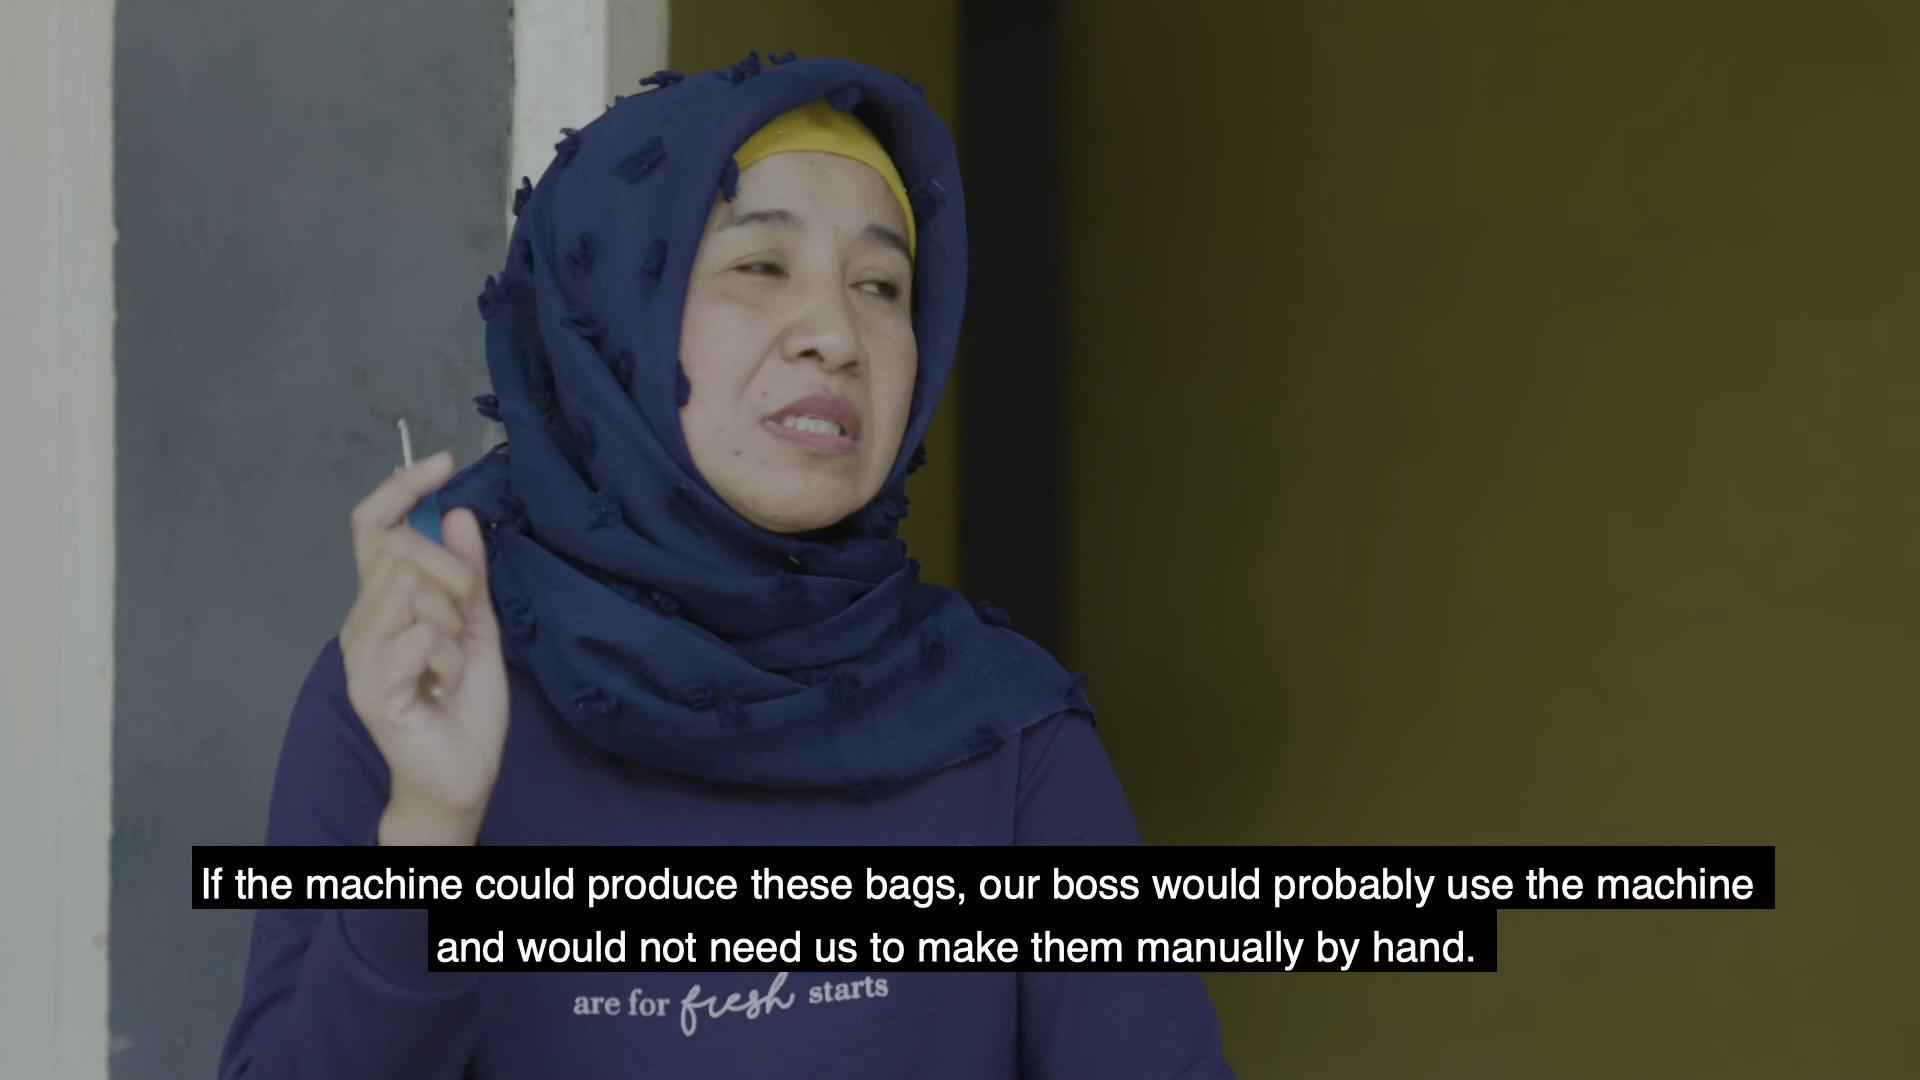 If the machine could produce these bags, our boss would probably use the machine
and would not need us to make them manually by hand.
are for fresh starts